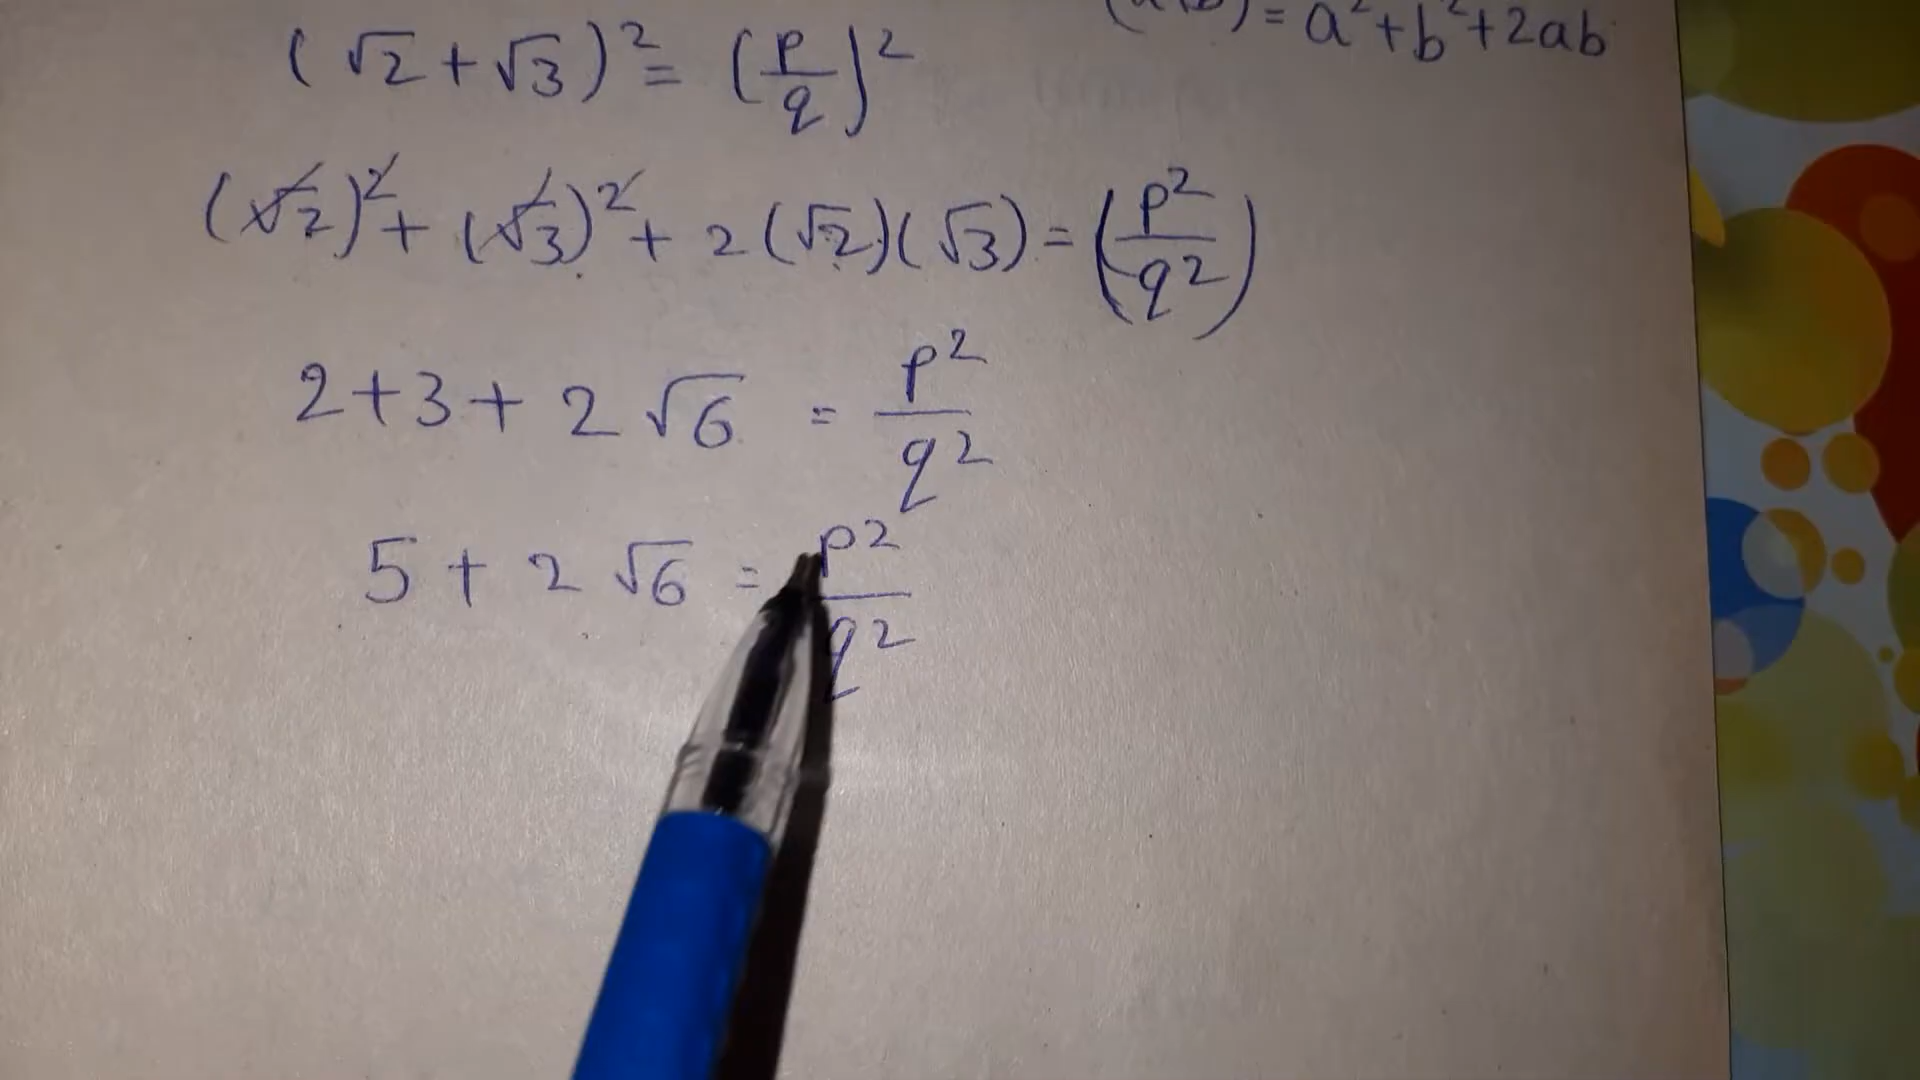 (√2 + √3)² = (p/q)²
) = a² + b² + 2ab
(√2)² + (√3)² + 2(√2)(√3) = (p²/q²)
2 + 3 + 2√6 = p²/q²
5 + 2√6 = p²/q²